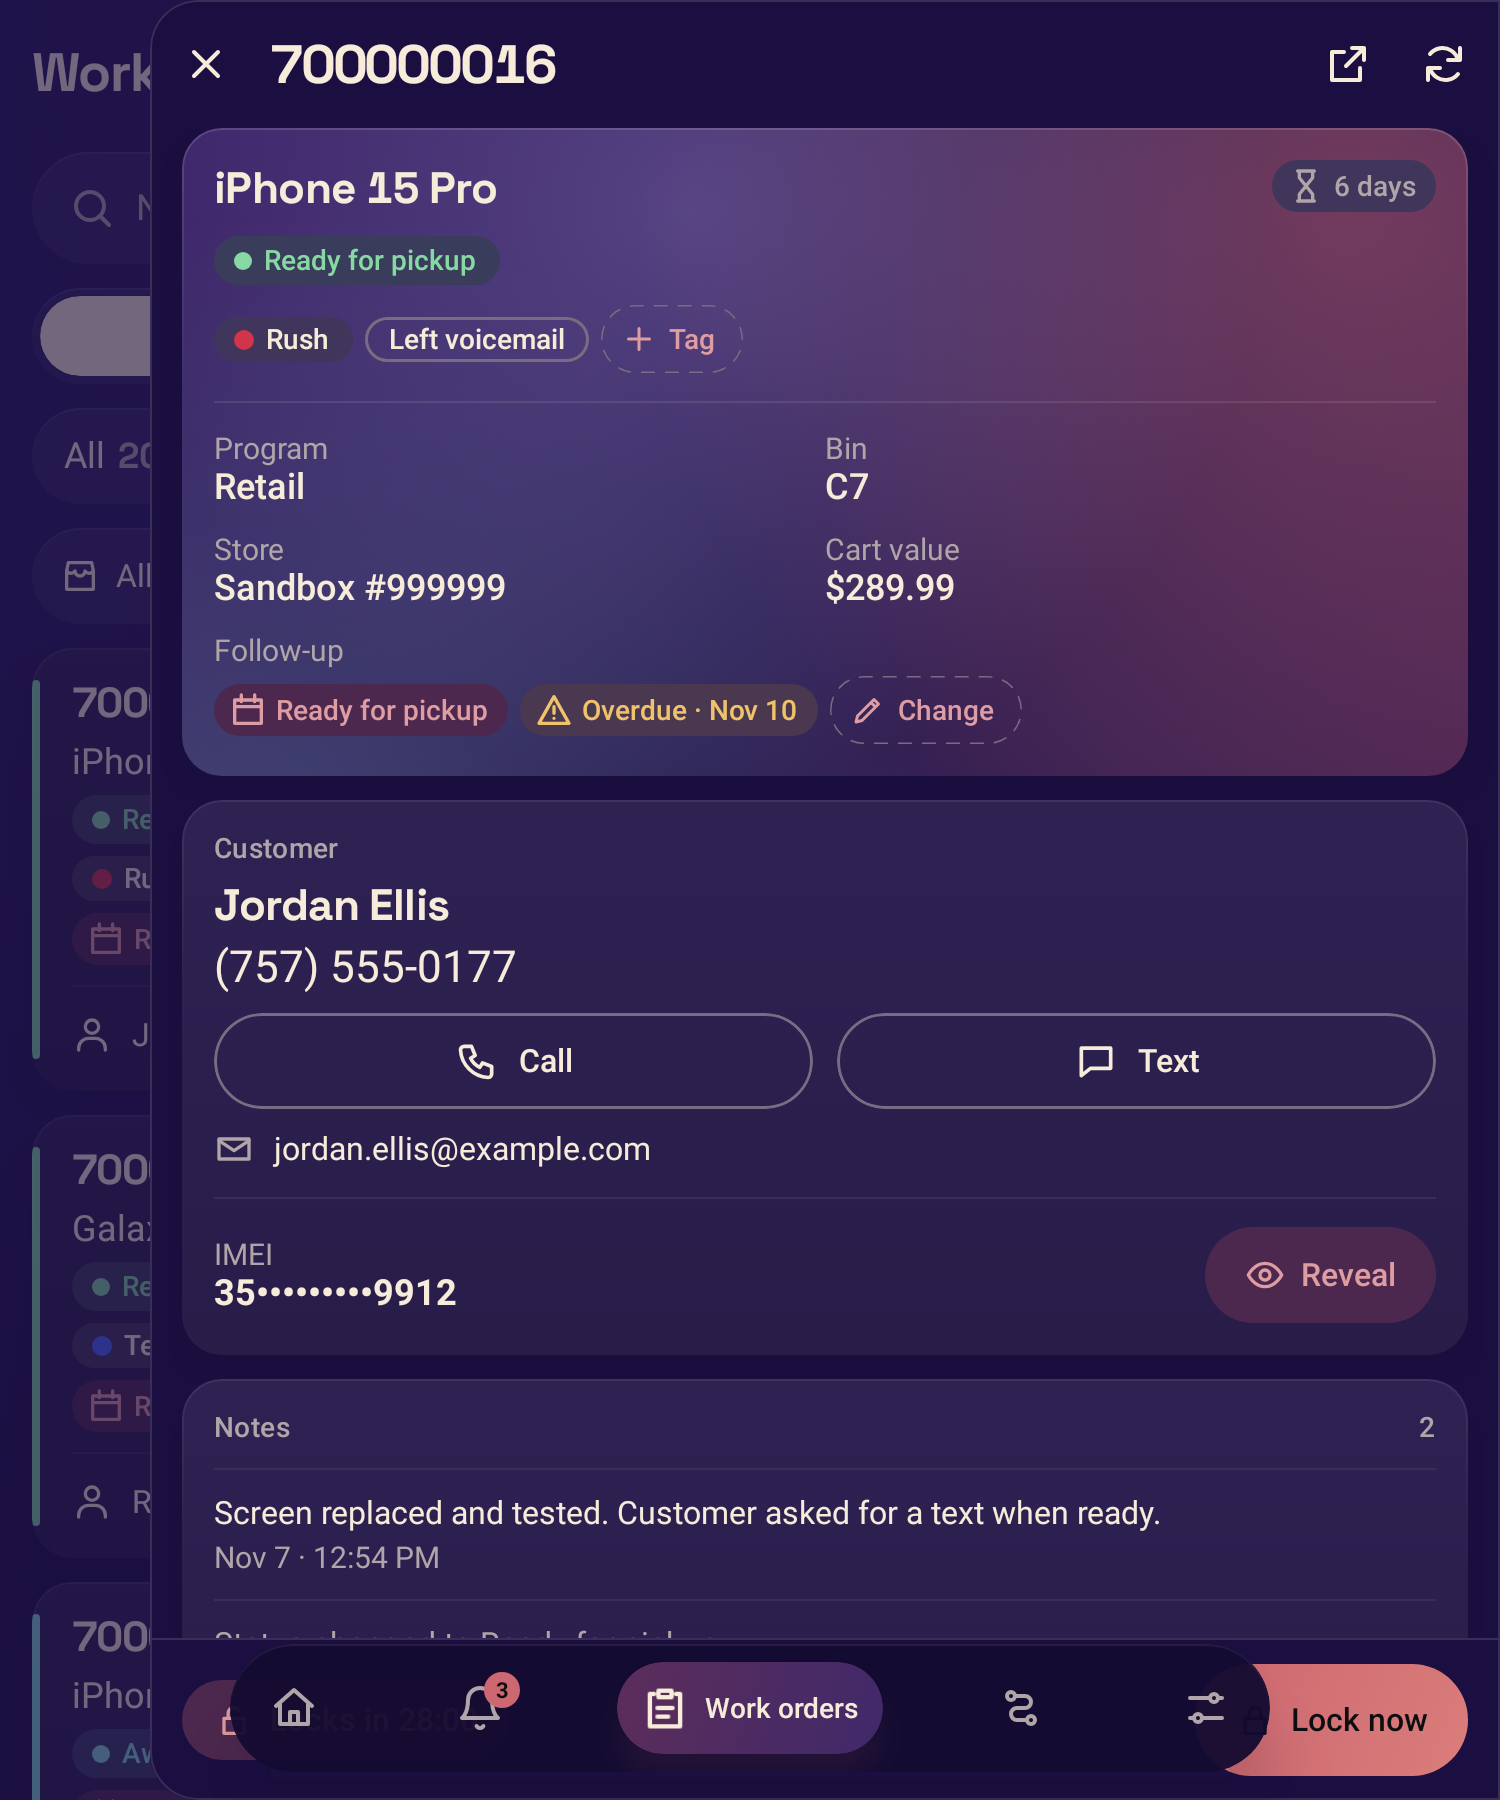 Work
700000016
iPhone 15 Pro
6 days
Ready for pickup
Rush
Left voicemail
Tag
Program
Retail
Bin
C7
Store
Sandbox #999999
Cart value
$289.99
Follow-up
Ready for pickup
Overdue · Nov 10
Change
Customer
Jordan Ellis
(757) 555-0177
Call
Text
jordan.ellis@example.com
IMEI
35•••••••••9912
Reveal
Notes
2
Screen replaced and tested. Customer asked for a text when ready.
Nov 7 · 12:54 PM
3
Work orders
Lock now
All
All